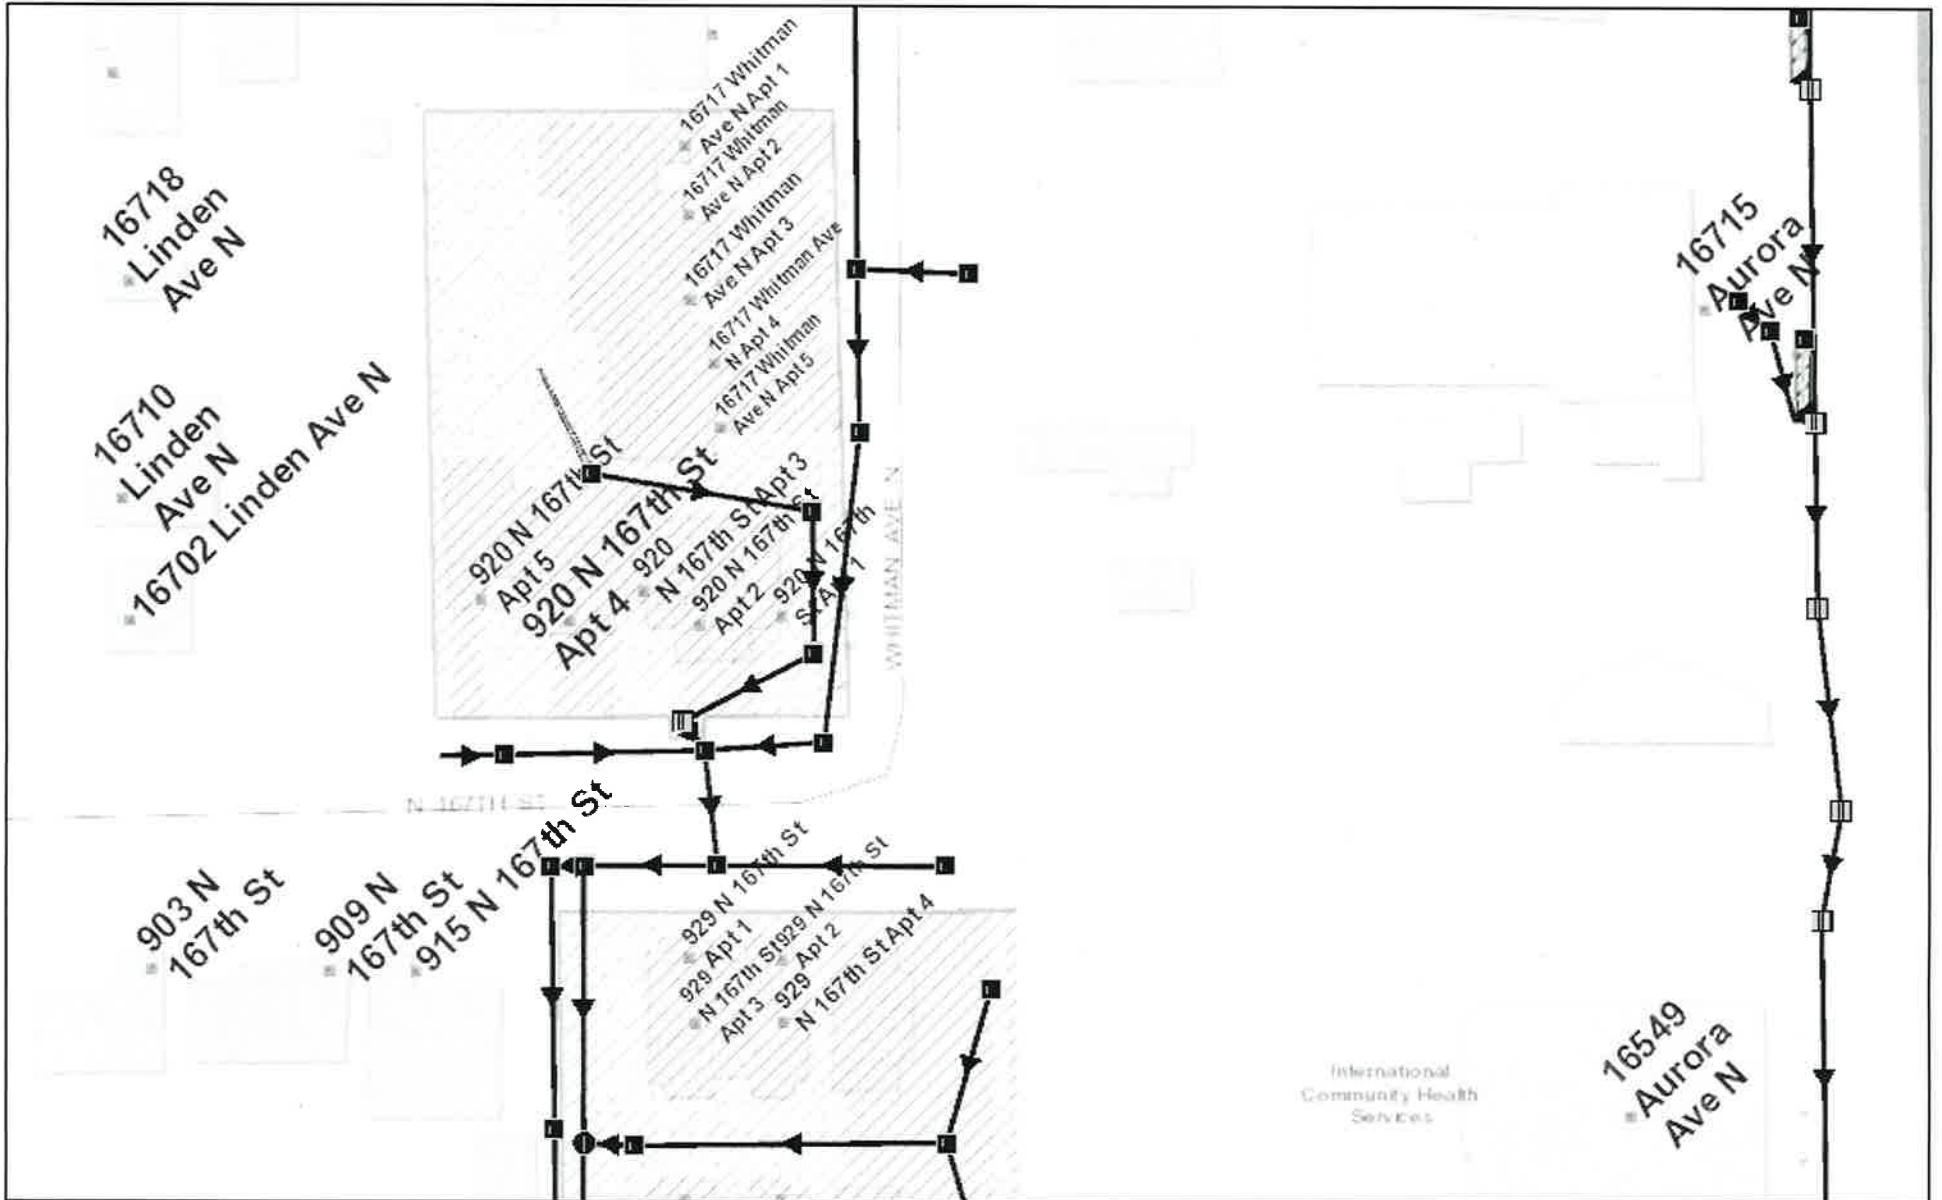 16717 Whitman
Ave N Apt 1
16717 Whitman
Ave N Apt 2
16717 Whitman
Ave N Apt 3
16717 Whitman Ave
N Apt 4
16717 Whitman
Ave N Apt 5
16718
Linden
Ave N
16715
Aurora
Ave N
16710
Linden
Ave N
16702 Linden Ave N
920 N 167th St
Apt 5
920 N 167th St
Apt 4
920
N 167th St Apt 3
920 N 167th St
Apt 2
920 N 167th
St Apt 1
WHITMAN AVE N
N 167TH ST
903 N
167th St
909 N
167th St
915 N 167th St
929 N 167th St
Apt 1
929 N 167th St
Apt 2
929
N 167th St
Apt 3
929
N 167th St Apt 4
International
Community Health
Services
16549
Aurora
Ave N